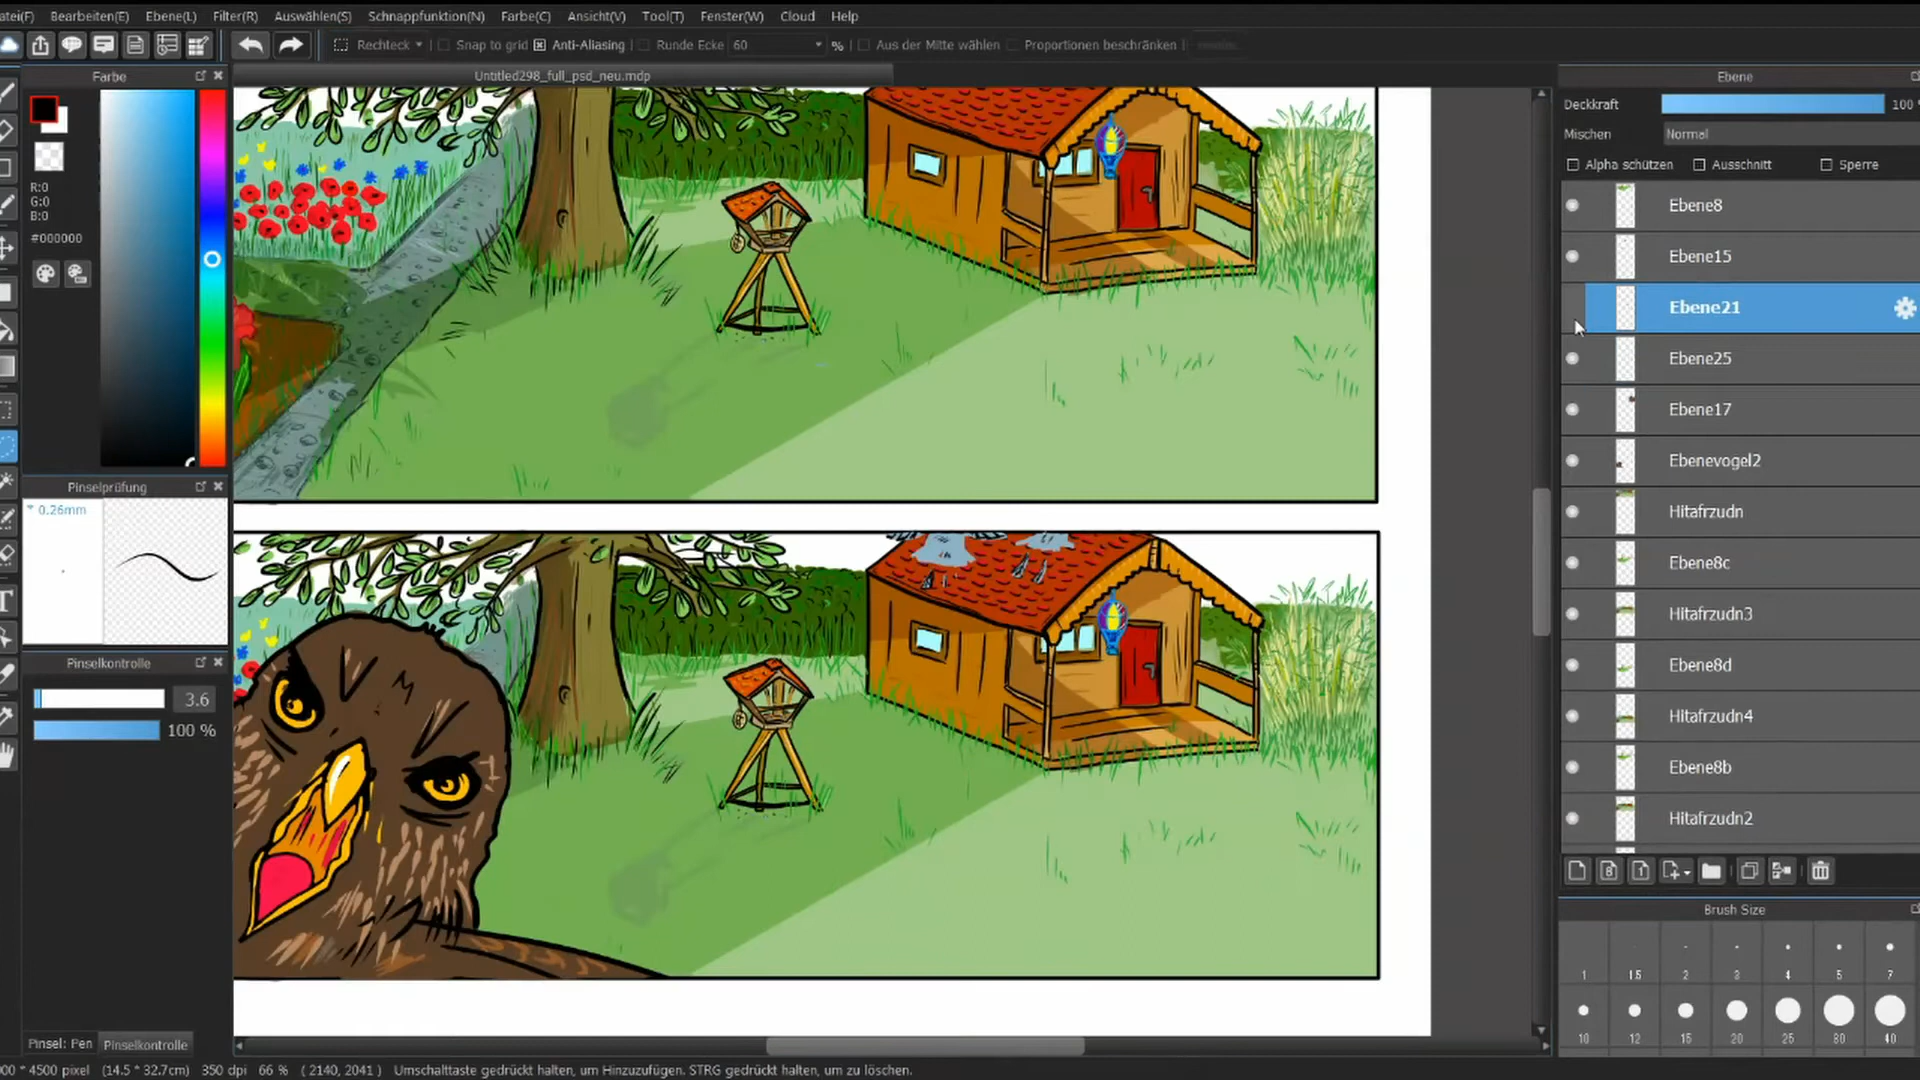 atei(F) Bearbeiten(E) Ebene(L) Filter(R) Auswählen(S) Schnappfunktion(N) Farbe(C) Ansicht(V) Tool(T) Fenster(W) Cloud Help
Rechteck Snap to grid Anti-Aliasing Runde Ecke 60 % Aus der Mitte wählen Proportionen beschränken
Farbe
Untitled298_full_psd_neu.mdp
Ebene
Deckkraft 100 %
Mischen Normal
Alpha schützen Ausschnitt Sperre
R:0
G:0
B:0
#000000
Ebene8
Ebene15
Ebene21
Ebene25
Ebene17
Ebenevogel2
Hitafrzudn
Ebene8c
Hitafrzudn3
Ebene8d
Hitafrzudn4
Ebene8b
Hitafrzudn2
Pinselprüfung
* 0.26mm
Pinselkontrolle
3.6
100 %
Brush Size
1 1.5 2 3 4 5 7
10 12 15 20 25 30 40
Pinsel: Pen Pinselkontrolle
00 * 4500 pixel (14.5 * 32.7cm) 350 dpi 66 % ( 2140, 2041 ) Umschalttaste gedrückt halten, um Hinzuzufügen. STRG gedrückt halten, um zu löschen.